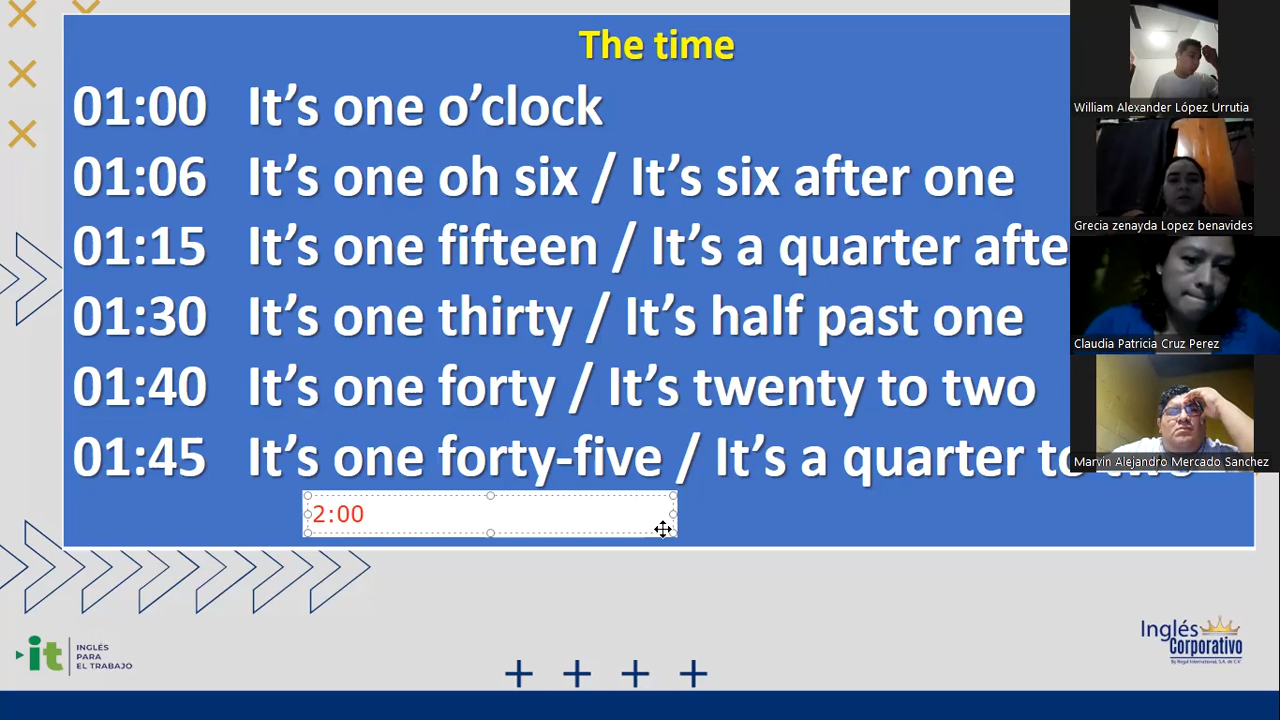 The time
01:00 It’s one o’clock
01:06 It’s one oh six / It’s six after one
01:15 It’s one fifteen / It’s a quarter afte
01:30 It’s one thirty / It’s half past one
01:40 It’s one forty / It’s twenty to two
01:45 It’s one forty-five / It’s a quarter to
2:00
William Alexander López Urrutia
Grecia zenayda Lopez benavides
Claudia Patricia Cruz Perez
Marvin Alejandro Mercado Sanchez
it INGLÉS
PARA
EL TRABAJO
Inglés
Corporativo
By Regal International, S.A. de C.V.